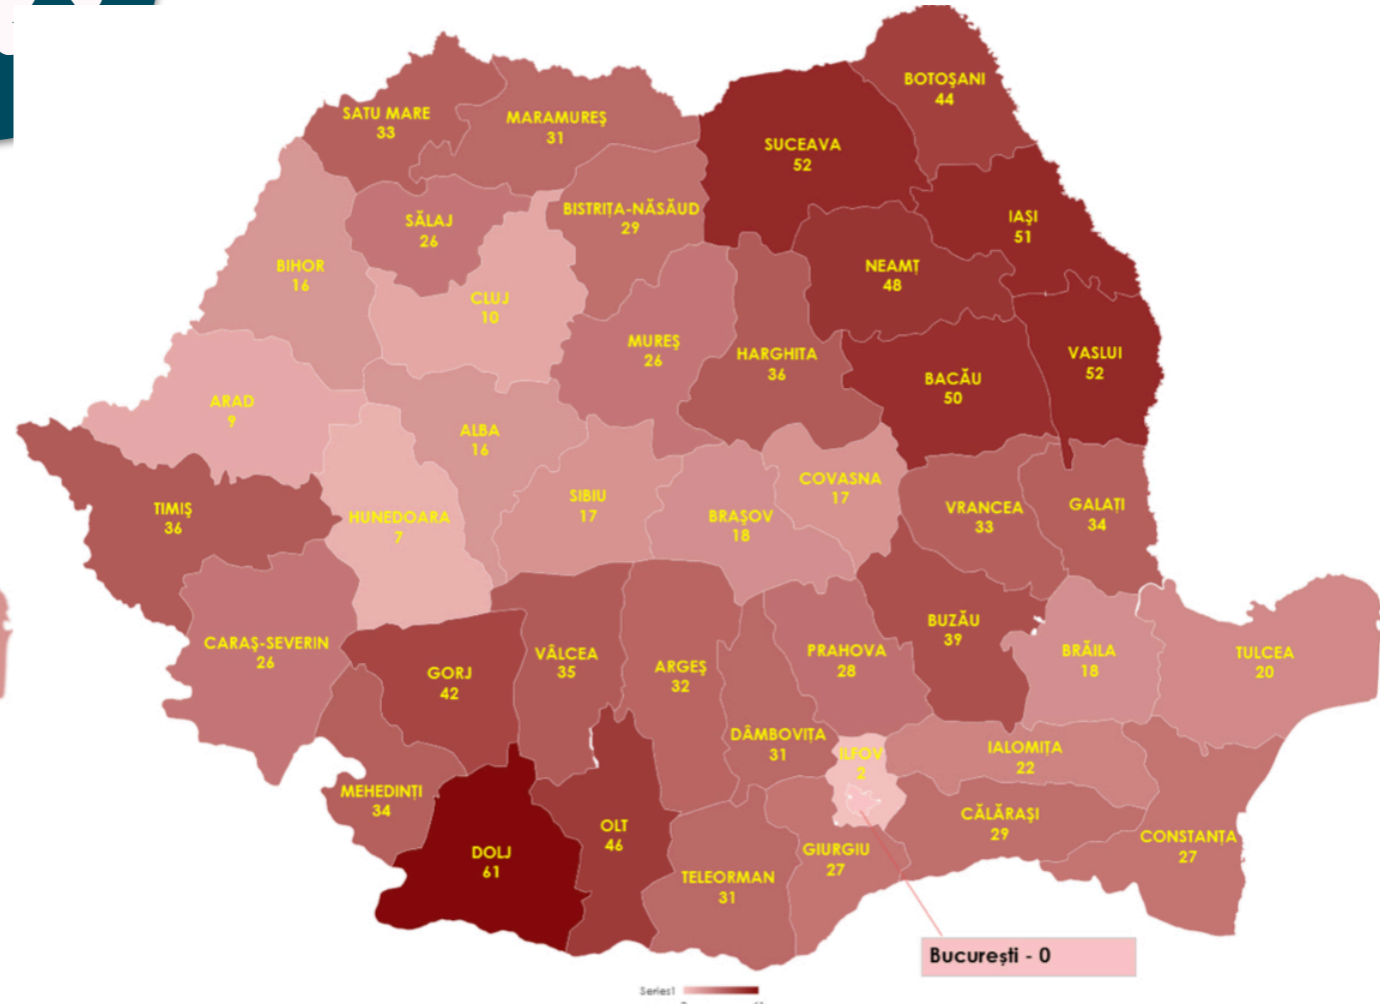 BOTOȘANI
44
SATU MARE
33
MARAMUREȘ
31
SUCEAVA
52
BISTRIȚA-NĂSĂUD
29
SĂLAJ
26
IAȘI
51
BIHOR
16
NEAMȚ
48
CLUJ
10
MUREȘ
26
HARGHITA
36
VASLUI
52
BACĂU
50
ARAD
9
ALBA
16
COVASNA
17
SIBIU
17
TIMIȘ
36
HUNEDOARA
7
BRAȘOV
18
VRANCEA
33
GALAȚI
34
BUZĂU
39
CARAȘ-SEVERIN
26
GORJ
42
VÂLCEA
35
ARGEȘ
32
PRAHOVA
28
BRĂILA
18
TULCEA
20
DÂMBOVIȚA
31
ILFOV
2
IALOMIȚA
22
MEHEDINȚI
34
CĂLĂRAȘI
29
OLT
46
CONSTANȚA
27
DOLJ
61
GIURGIU
27
TELEORMAN
31
București - 0
Series1